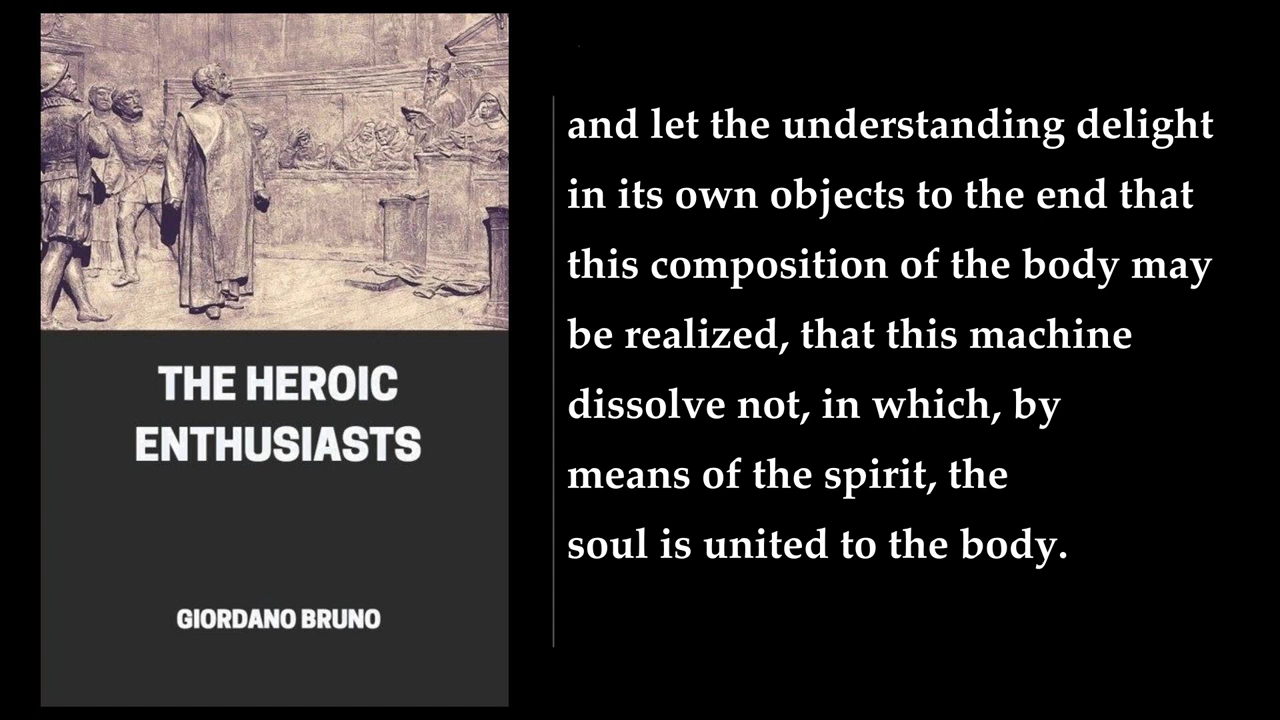 THE HEROIC
ENTHUSIASTS
GIORDANO BRUNO
and let the understanding delight
in its own objects to the end that
this composition of the body may
be realized, that this machine
dissolve not, in which, by
means of the spirit, the
soul is united to the body.